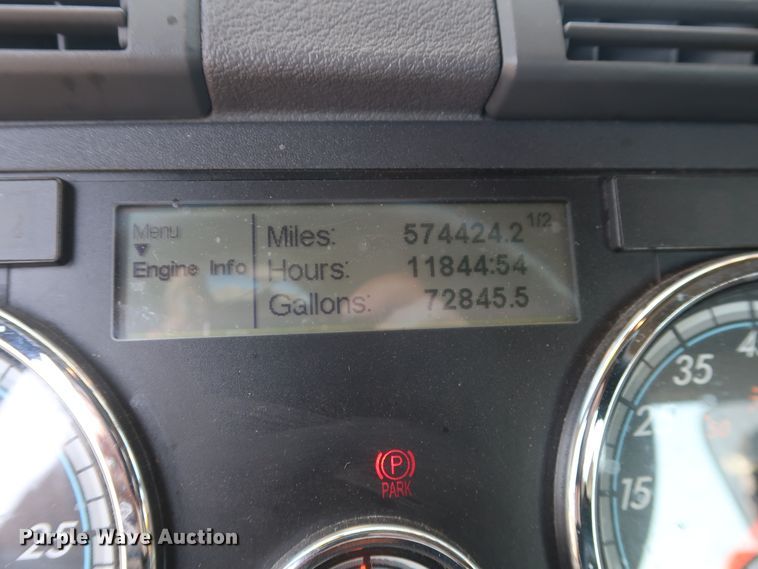 Menu
Engine Info
Miles: 574424.2 1/2
Hours: 11844:54
Gallons: 72845.5
P
PARK
25
35
15
Purple Wave Auction